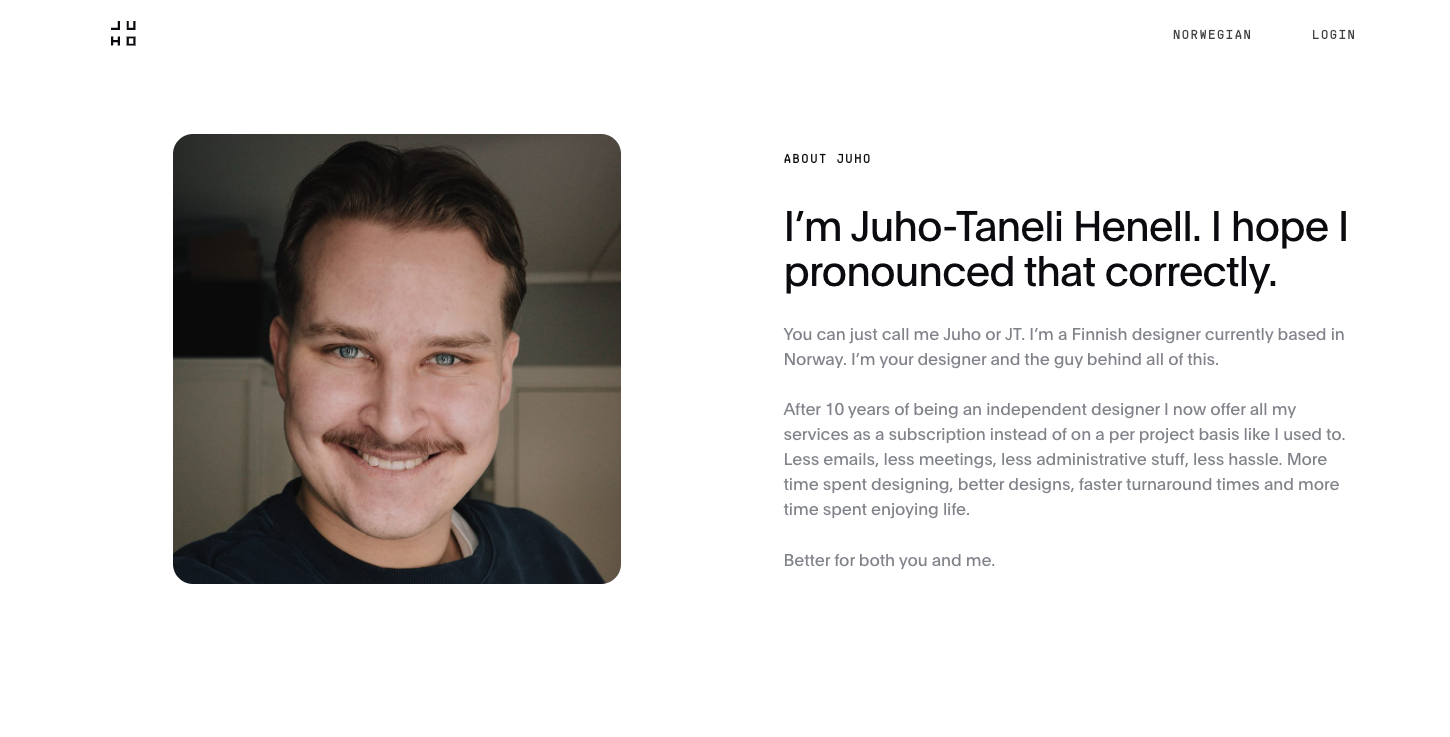 JU
HO
NORWEGIAN
LOGIN
ABOUT JUHO
I’m Juho-Taneli Henell. I hope I
pronounced that correctly.
You can just call me Juho or JT. I’m a Finnish designer currently based in
Norway. I’m your designer and the guy behind all of this.
After 10 years of being an independent designer I now offer all my
services as a subscription instead of on a per project basis like I used to.
Less emails, less meetings, less administrative stuff, less hassle. More
time spent designing, better designs, faster turnaround times and more
time spent enjoying life.
Better for both you and me.